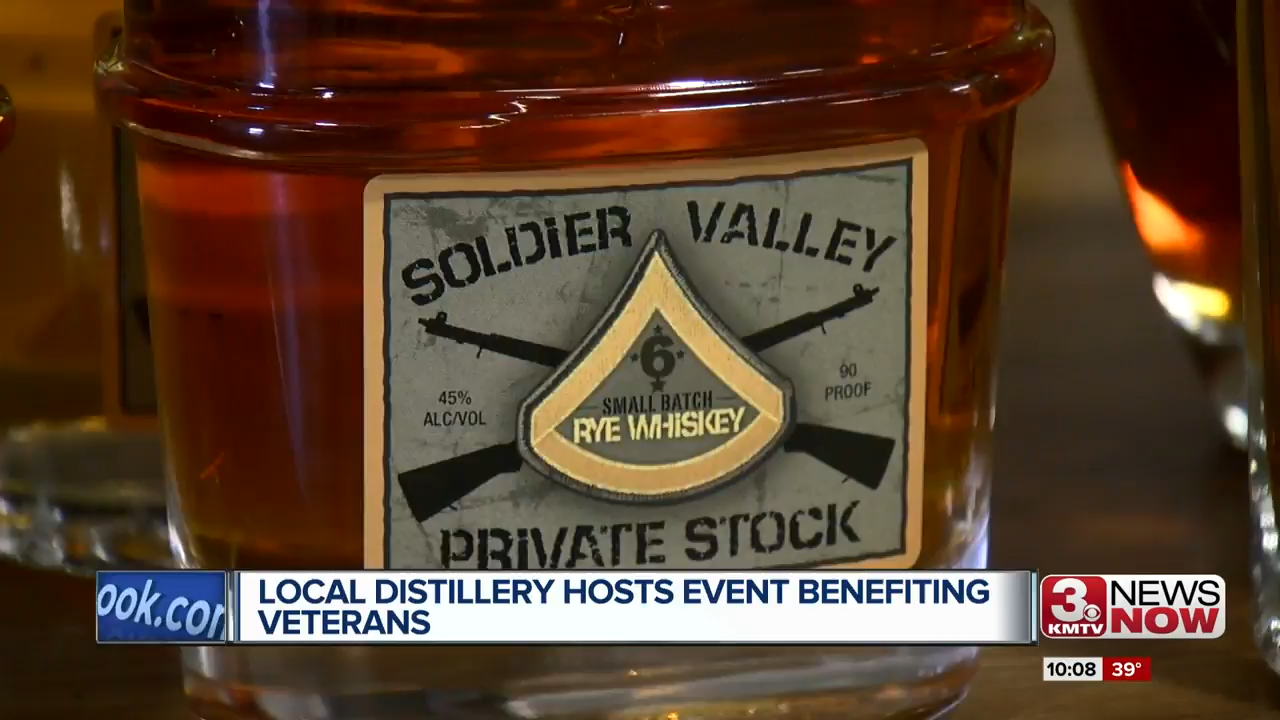 SOLDIER VALLEY
6
SMALL BATCH
RYE WHISKEY
45%
ALC/VOL
90
PROOF
PRIVATE STOCK
ook.co
LOCAL DISTILLERY HOSTS EVENT BENEFITING
VETERANS
3
KMTV
NEWS
NOW
10:08 39°